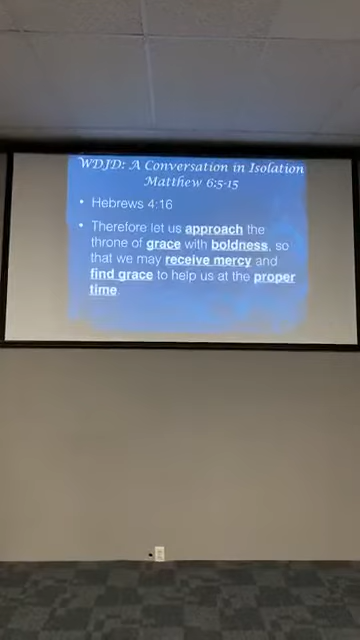 WDJD: A Conversation in Isolation
Matthew 6:5-15
• Hebrews 4:16
• Therefore let us approach the
throne of grace with boldness, so
that we may receive mercy and
find grace to help us at the proper
time.